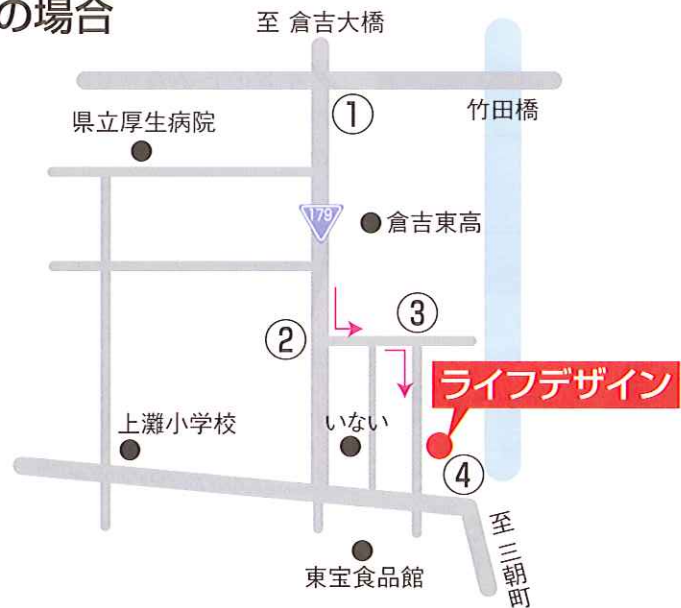 の場合
至 倉吉大橋
①
竹田橋
県立厚生病院
179
倉吉東高
②
③
ライフデザイン
上灘小学校
いない
④
至 三朝町
東宝食品館